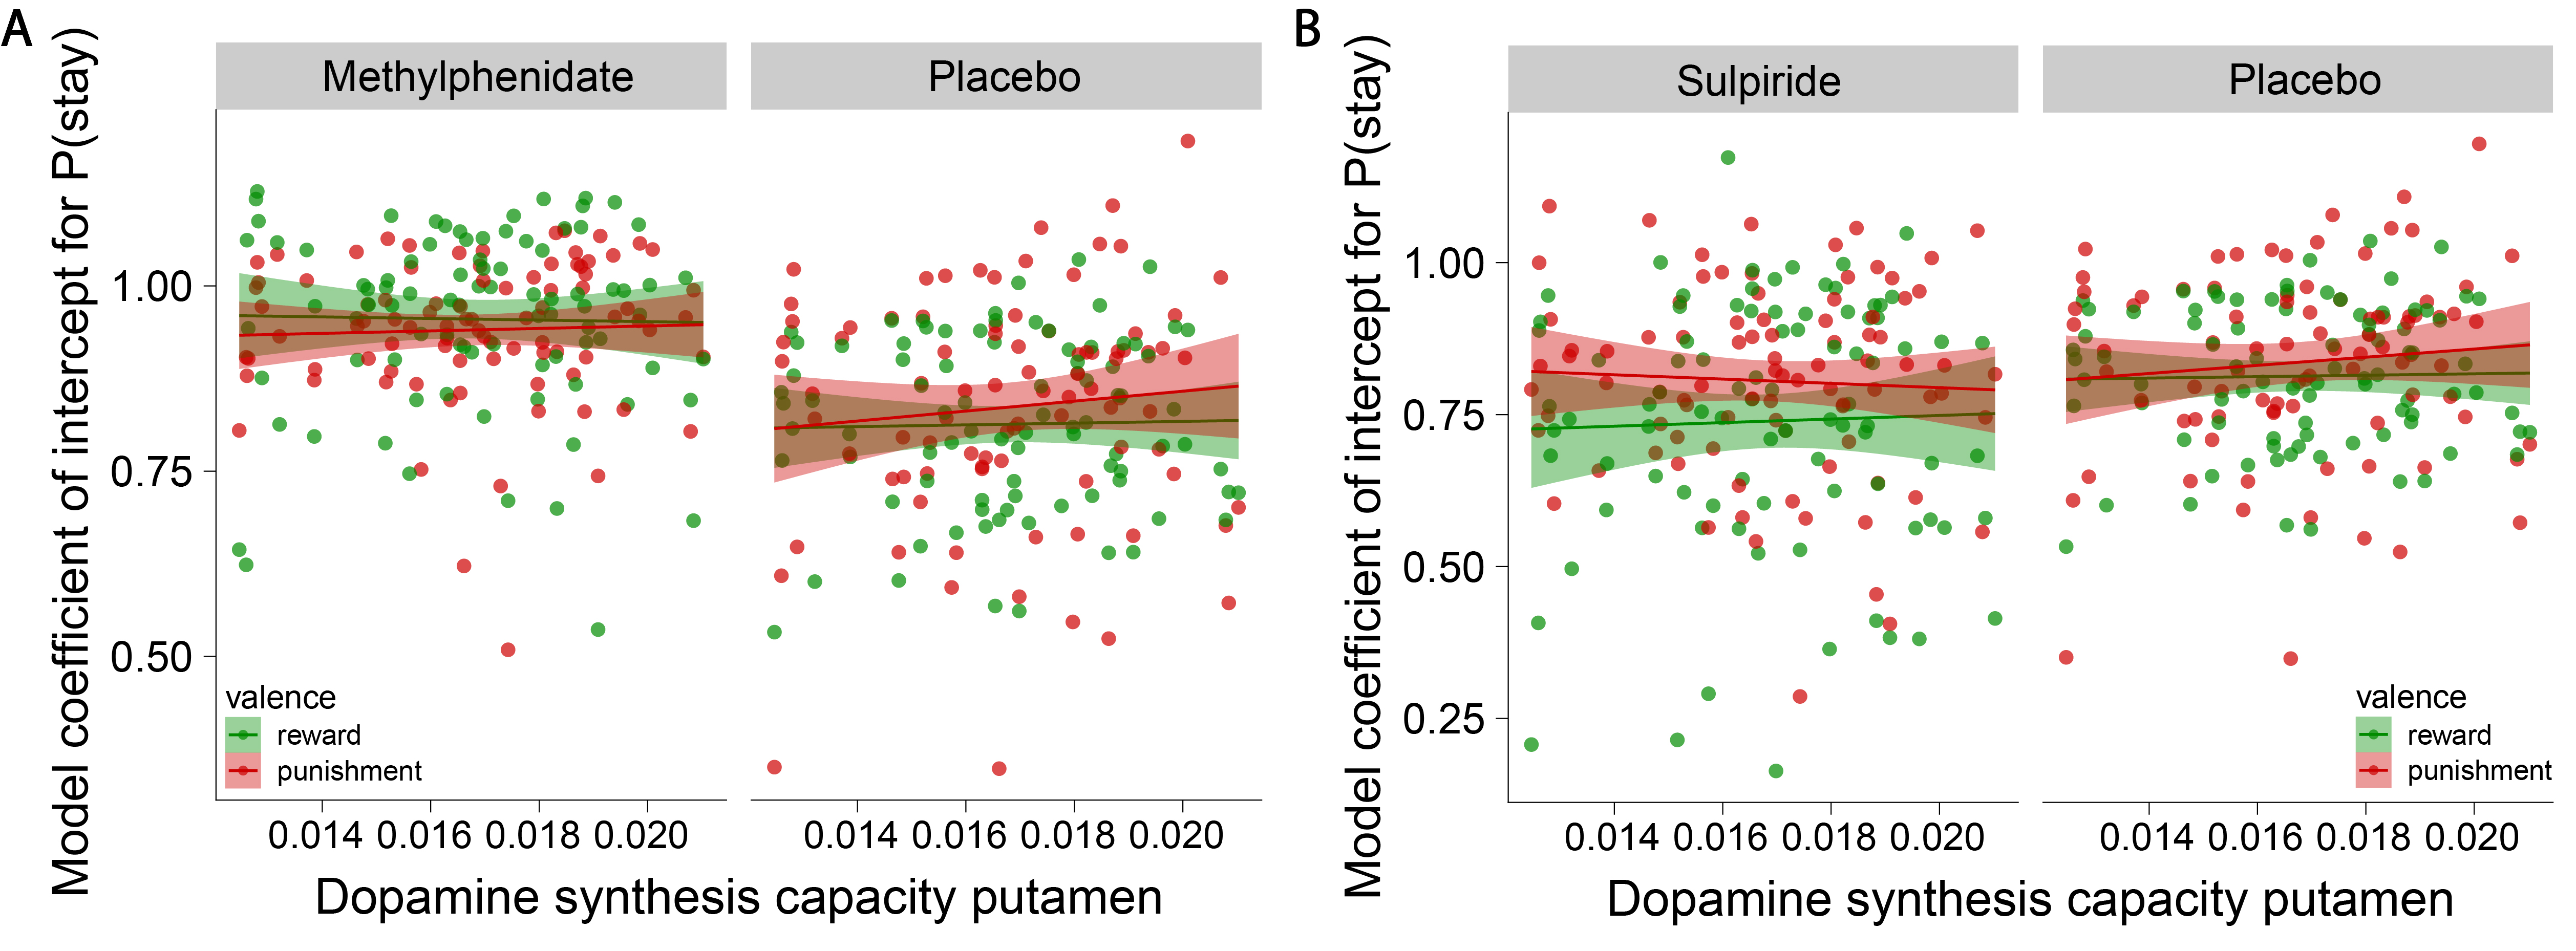 A
Methylphenidate
Placebo
Model coefficient of intercept for P(stay)
1.00
0.75
0.50
valence
reward
punishment
0.014 0.016 0.018 0.020
0.014 0.016 0.018 0.020
Dopamine synthesis capacity putamen
B
Sulpiride
Placebo
Model coefficient of intercept for P(stay)
1.00
0.75
0.50
0.25
valence
reward
punishment
0.014 0.016 0.018 0.020
0.014 0.016 0.018 0.020
Dopamine synthesis capacity putamen